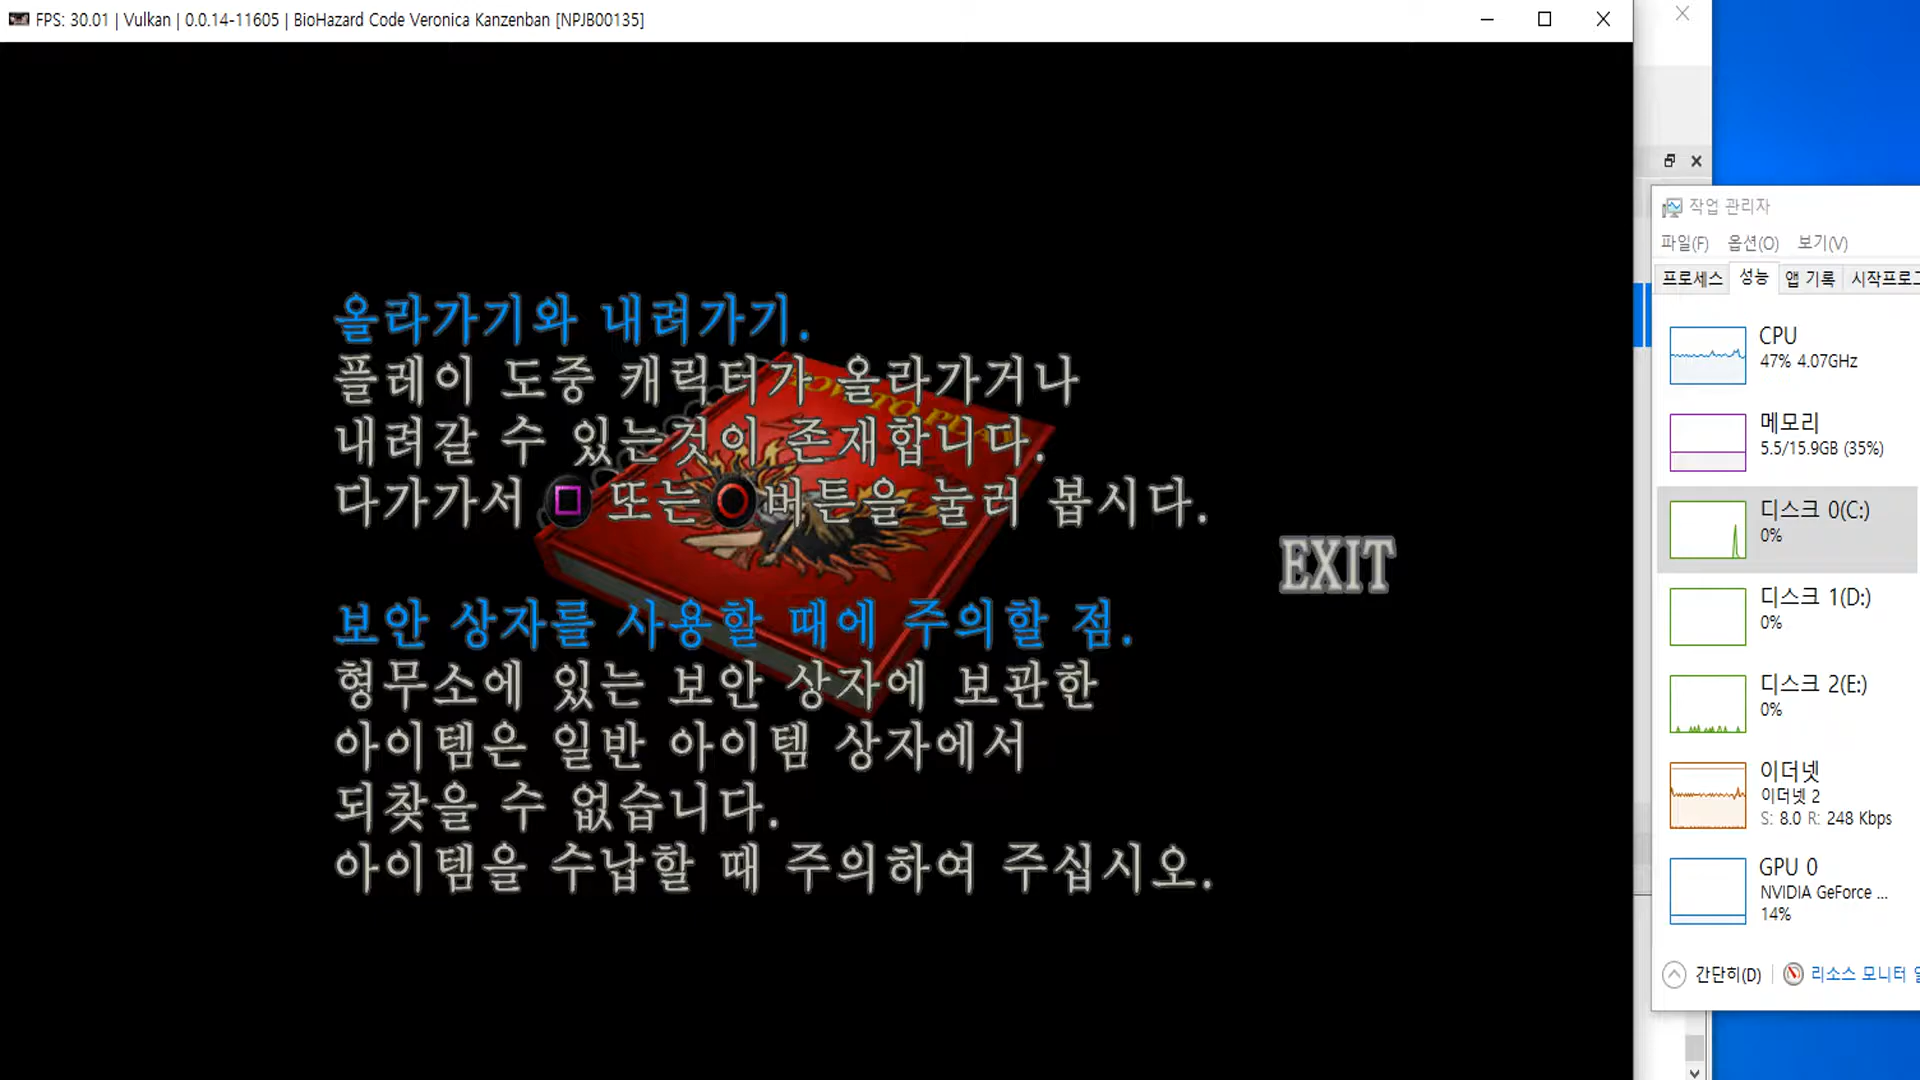 FPS: 30.01 | Vulkan | 0.0.14-11605 | BioHazard Code Veronica Kanzenban [NPJB00135]
올라가기와 내려가기.
플레이 도중 캐릭터가 올라가거나
내려갈 수 있는것이 존재합니다.
다가가서 또는 버튼을 눌러 봅시다.
EXIT
보안 상자를 사용할 때에 주의할 점.
형무소에 있는 보안 상자에 보관한
아이템은 일반 아이템 상자에서
되찾을 수 없습니다.
아이템을 수납할 때 주의하여 주십시오.
HOW TO PLAY
작업 관리자
파일(F) 옵션(O) 보기(V)
프로세스 성능 앱 기록 시작프로그
CPU
47% 4.07GHz
메모리
5.5/15.9GB (35%)
디스크 0(C:)
0%
디스크 1(D:)
0%
디스크 2(E:)
0%
이더넷
이더넷 2
S: 8.0 R: 248 Kbps
GPU 0
NVIDIA GeForce ...
14%
간단히(D) 리소스 모니터